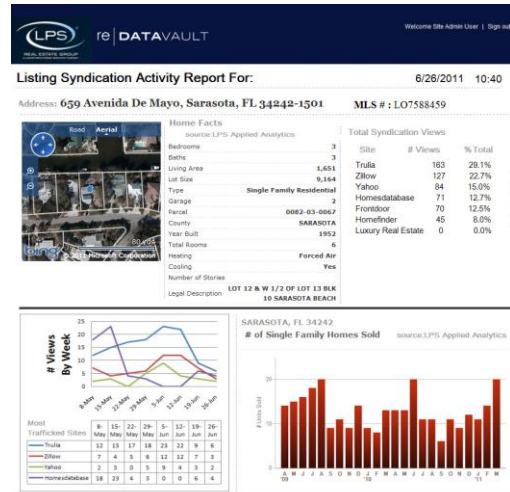 LPS
REAL ESTATE GROUP
re | DATAVAULT
Welcome Site Admin User | Sign out
Listing Syndication Activity Report For:
6/26/2011 10:40
Address: 659 Avenida De Mayo, Sarasota, FL 34242-1501
MLS # : LO7588459
Road Aerial
80 yds
bing
© 2011 Microsoft Corporation
Home Facts
source:LPS Applied Analytics
Bedrooms 3
Baths 3
Living Area 1,651
Lot Size 9,164
Type Single Family Residential
Garage 2
Parcel 0082-03-0067
County SARASOTA
Year Built 1952
Total Rooms 6
Heating Forced Air
Cooling Yes
Number of Stories
Legal Description LOT 12 & W 1/2 OF LOT 13 BLK
10 SARASOTA BEACH
Total Syndication Views
Site # Views % Total
Trulia 163 29.1%
Zillow 127 22.7%
Yahoo 84 15.0%
Homesdatabase 71 12.7%
Frontdoor 70 12.5%
Homefinder 45 8.0%
Luxury Real Estate 0 0.0%
# Views
By Week
25
20
15
10
5
0
8-May 15-May 22-May 29-May 5-Jun 12-Jun 19-Jun 26-Jun
Most
Trafficked Sites
8-May 15-May 22-May 29-May 5-Jun 12-Jun 19-Jun 26-Jun
Trulia 12 15 17 18 23 22 9 6
Zillow 7 4 5 6 12 12 7 3
Yahoo 2 3 0 5 9 4 3 2
Homesdatabase 18 23 4 3 0 0 6 4
SARASOTA, FL 34242
# of Single Family Homes Sold
source:LPS Applied Analytics
# Units Sold
20
10
0
A M J J A S O N D J F M A M J J A S O N D J F M
'09 '10 '11